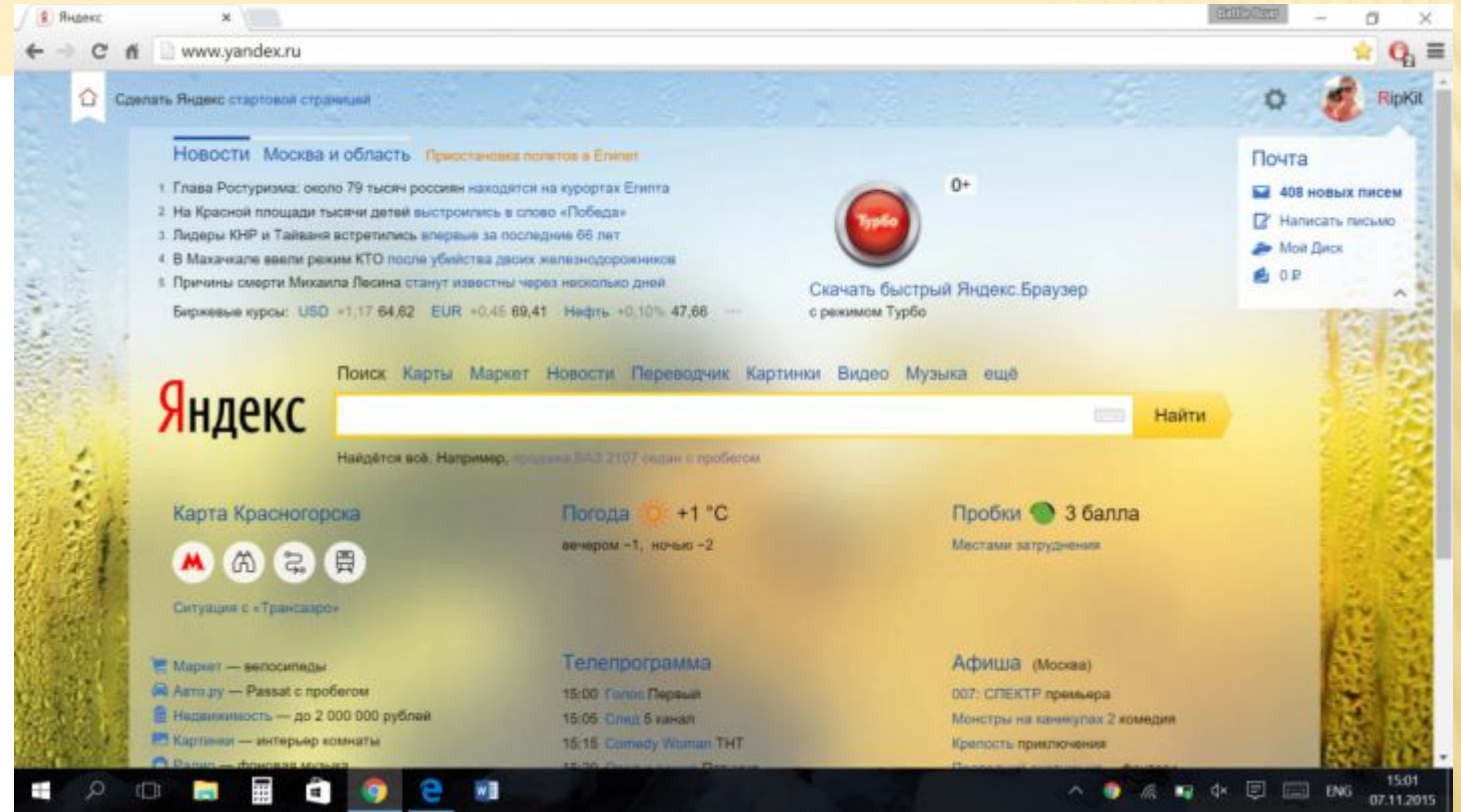 Яндекс
www.yandex.ru
Сделать Яндекс стартовой страницей
RipKit
Новости Москва и область Приостановка полетов в Египет
1. Глава Ростуризма: около 79 тысяч россиян находятся на курортах Египта
2. На Красной площади тысячи детей выстроились в слово «Победа»
3. Лидеры КНР и Тайваня встретились впервые за последние 66 лет
4. В Махачкале ввели режим КТО после убийства двоих железнодорожников
5. Причины смерти Михаила Лесина станут известны через несколько дней
Биржевые курсы: USD +1,17 64,62 EUR +0,45 69,41 Нефть +0,10% 47,66 ...
Турбо
0+
Скачать быстрый Яндекс.Браузер
с режимом Турбо
Почта
408 новых писем
Написать письмо
Мой Диск
0 ₽
Поиск Карты Маркет Новости Переводчик Картинки Видео Музыка ещё
Яндекс
Найти
Найдётся всё. Например, продажа ВАЗ 2107 седан с пробегом
Карта Красногорска
Ситуация с «Трансаэро»
Погода +1 °C
вечером −1, ночью −2
Пробки 3 балла
Местами затруднения
Маркет — велосипеды
Авто.ру — Passat с пробегом
Недвижимость — до 2 000 000 рублей
Картинки — интерьер комнаты
Радио — фоновая музыка
Телепрограмма
15:00 Голос Первый
15:05 След 5 канал
15:15 Comedy Woman ТНТ
Афиша (Москва)
007: СПЕКТР премьера
Монстры на каникулах 2 комедия
Крепость приключения
ENG
15:01
07.11.2015